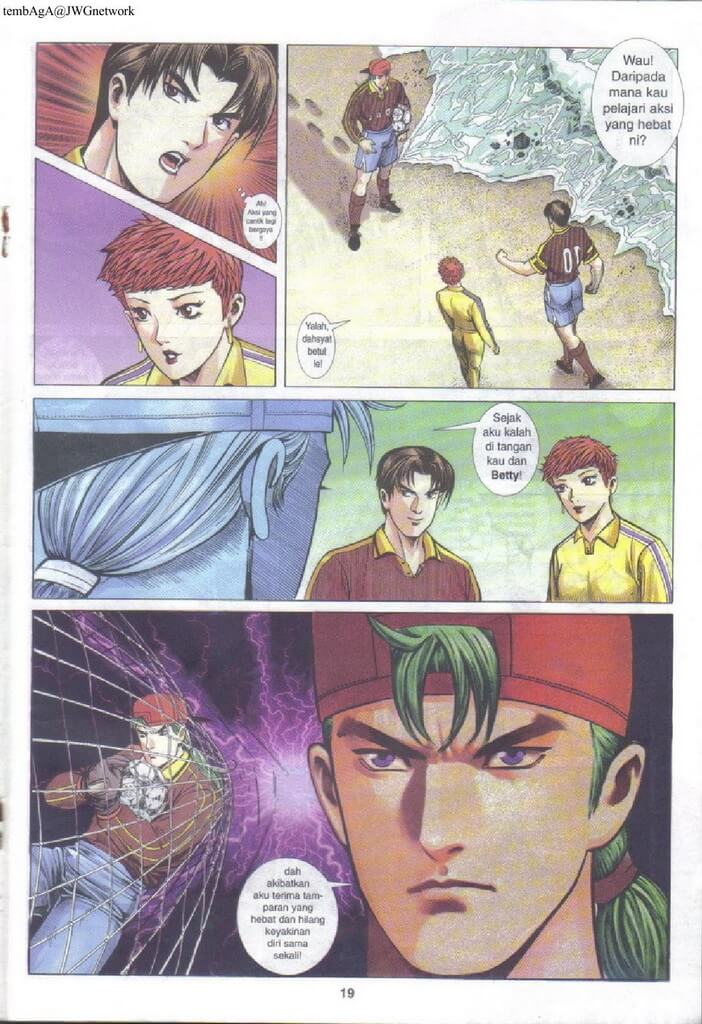 tembAgA@JWGnetwork
Ah!
Aksi yang
cantik lagi
bergaya
!!
Wau!
Daripada
mana kau
pelajari aksi
yang hebat
ni?
01
Yalah,
dahsyat
betul
le!
Sejak
aku kalah
di tangan
kau dan
Betty!
dah
akibatkan
aku terima tam-
paran yang
hebat dan hilang
keyakinan
diri sama
sekali!
19